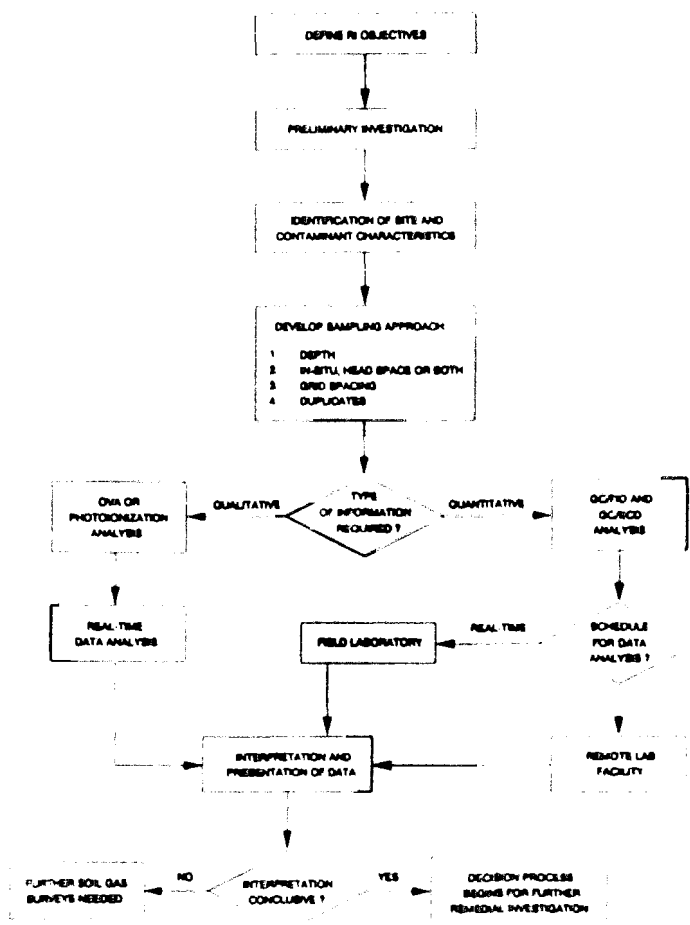 DEFINE RI OBJECTIVES
PRELIMINARY INVESTIGATION
IDENTIFICATION OF SITE AND
CONTAMINANT CHARACTERISTICS
DEVELOP SAMPLING APPROACH
1 DEPTH
2 IN-SITU, HEAD SPACE OR BOTH
3 GRID SPACING
4 DUPLICATES
OVA OR
PHOTOIONIZATION
ANALYSIS
QUALITATIVE
TYPE
OF INFORMATION
REQUIRED ?
QUANTITATIVE
GC/FID AND
GC/ECD
ANALYSIS
REAL-TIME
DATA ANALYSIS
FIELD LABORATORY
REAL-TIME
SCHEDULE
FOR DATA
ANALYSIS ?
INTERPRETATION AND
PRESENTATION OF DATA
REMOTE LAB
FACILITY
FURTHER SOIL GAS
SURVEYS NEEDED
NO
INTERPRETATION
CONCLUSIVE ?
YES
DECISION PROCESS
BEGINS FOR FURTHER
REMEDIAL INVESTIGATION